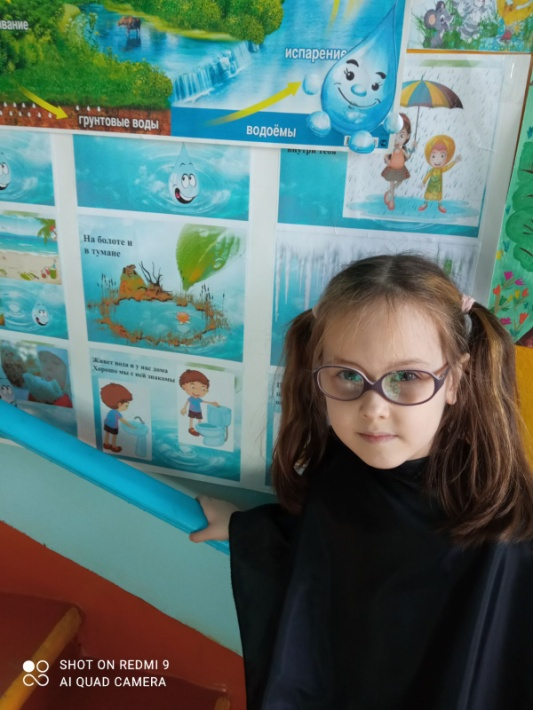 испарение
грунтовые воды
водоёмы
внутри тебя
На болоте и
в тумане
Живет вода и у нас дома
Хорошо мы с ней знакомы
SHOT ON REDMI 9
AI QUAD CAMERA